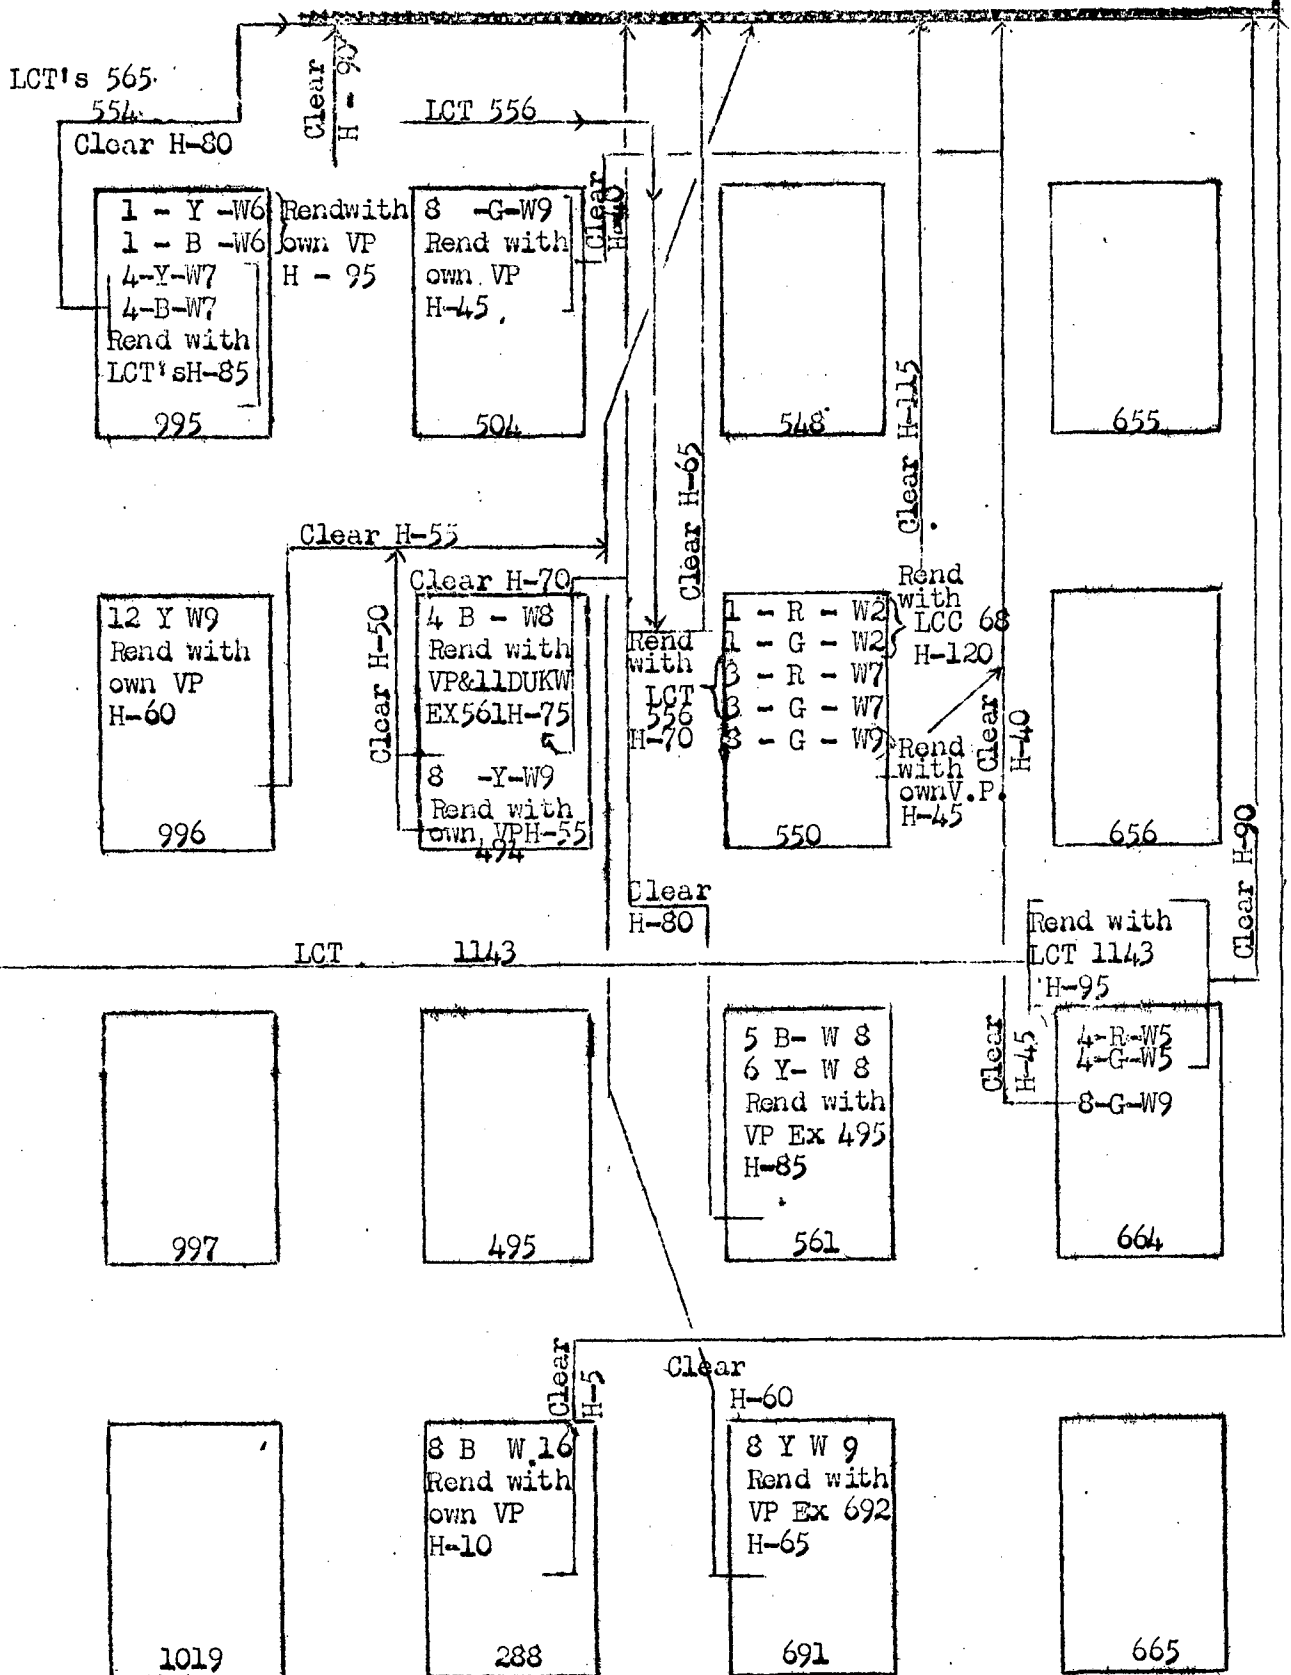 LCT's 565
554
Clear H-80
Clear
H - 90
LCT 556
1 - Y -W6
1 - B -W6
Rendwith
own VP
H - 95
4-Y-W7
4-B-W7
Rend with
LCT'sH-85
995
8 -G-W9
Rend with
own VP
H-45
504
Clear
H-40
548
655
Clear H-65
Clear H-115
Clear H-55
12 Y W9
Rend with
own VP
H-60
996
Clear H-50
Clear H-70
4 B - W8
Rend with
VP&11DUKW
EX561H-75
8 -Y-W9
Rend with
own VPH-55
494
Rend
with
LCT
556
H-70
1 - R - W2
1 - G - W2
3 - R - W7
3 - G - W7
8 - G - W9
550
Rend
with
LCC 68
H-120
Rend
with
ownV.P.
H-45
Clear
H-40
656
Clear H-90
Clear
H-80
LCT 1143
Rend with
LCT 1143
H-95
4-R-W5
4-G-W5
8-G-W9
664
Clear
H-45
997
495
5 B- W 8
6 Y- W 8
Rend with
VP Ex 495
H-85
561
Clear
H-5
Clear
H-60
1019
8 B W 16
Rend with
own VP
H-10
288
8 Y W 9
Rend with
VP Ex 692
H-65
691
665